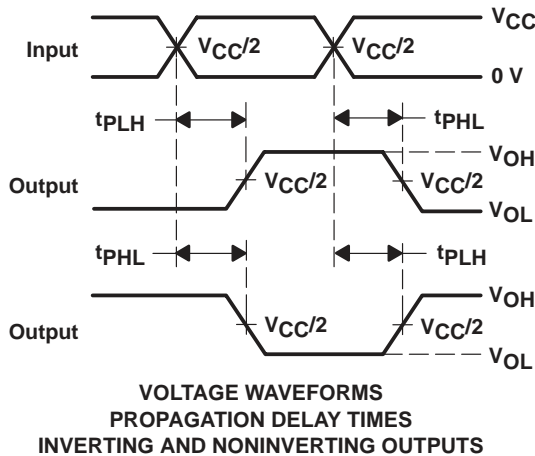 VCC
Input
VCC/2
VCC/2
0 V
tPLH
tPHL
VOH
Output
VCC/2
VCC/2
VOL
tPHL
tPLH
VOH
Output
VCC/2
VCC/2
VOL
VOLTAGE WAVEFORMS
PROPAGATION DELAY TIMES
INVERTING AND NONINVERTING OUTPUTS